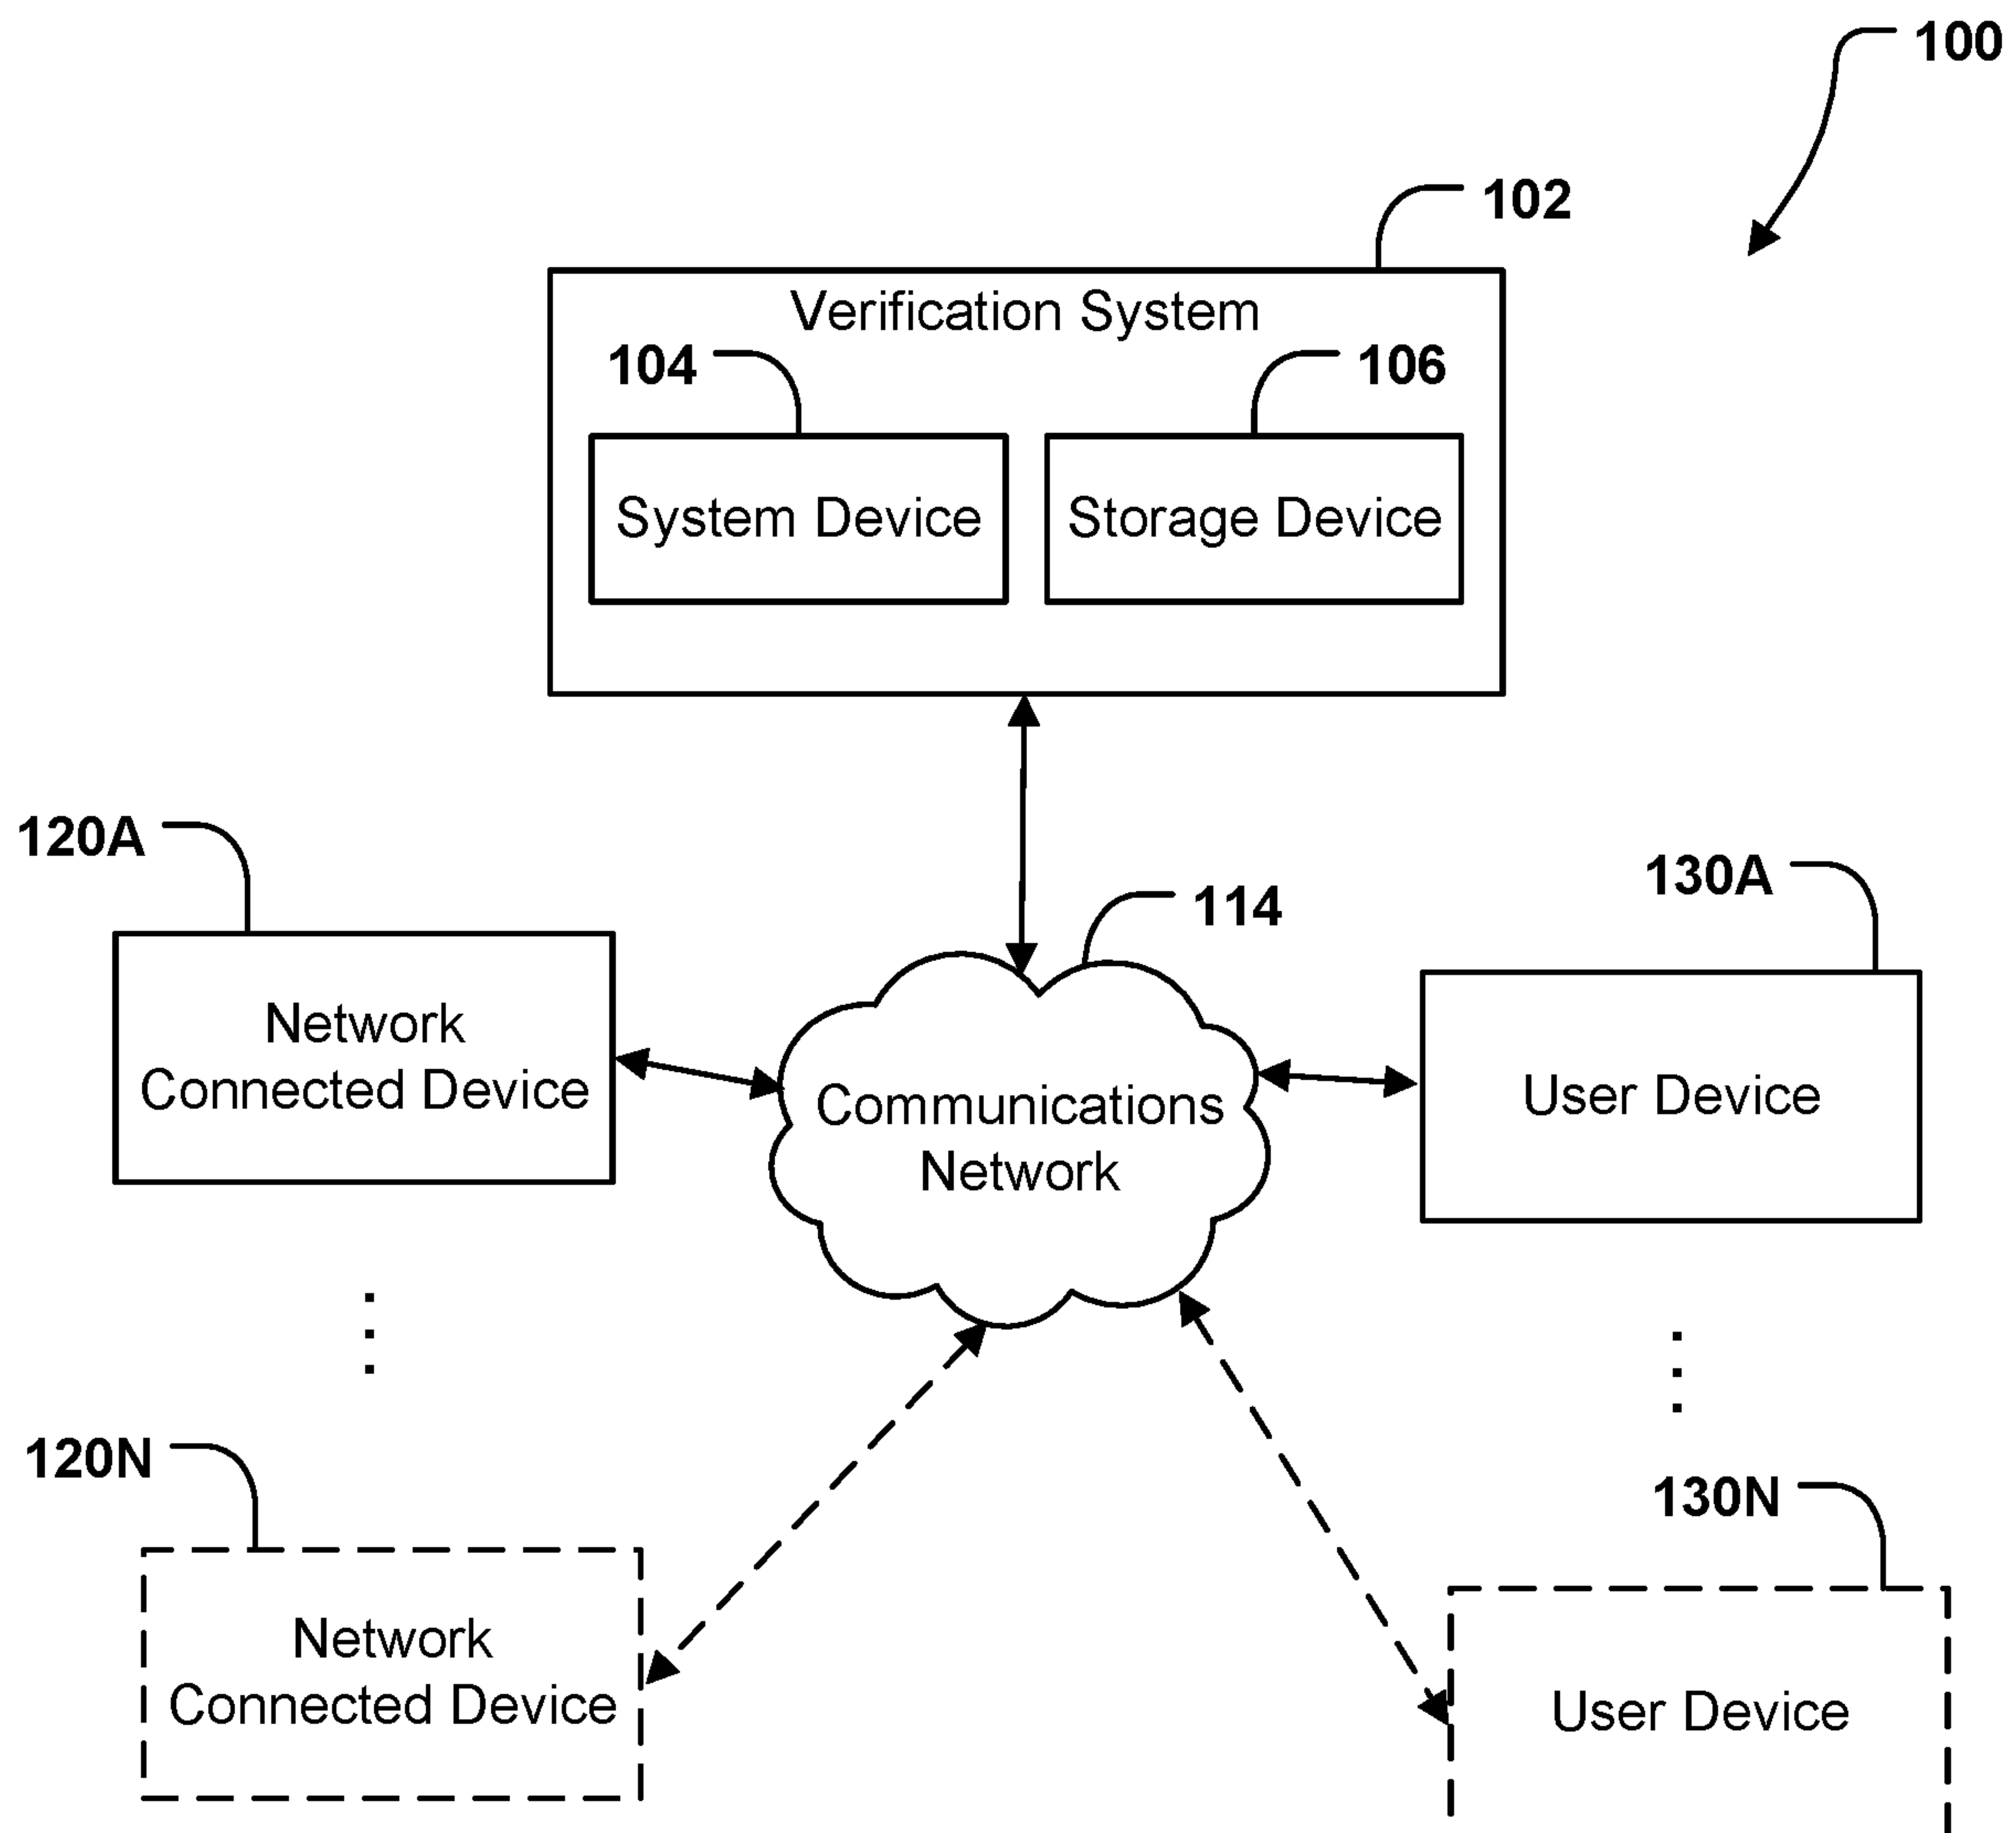 100
102
Verification System
104
106
System Device
Storage Device
120A
130A
114
Network
Connected Device
Communications
Network
User Device
120N
130N
Network
Connected Device
User Device